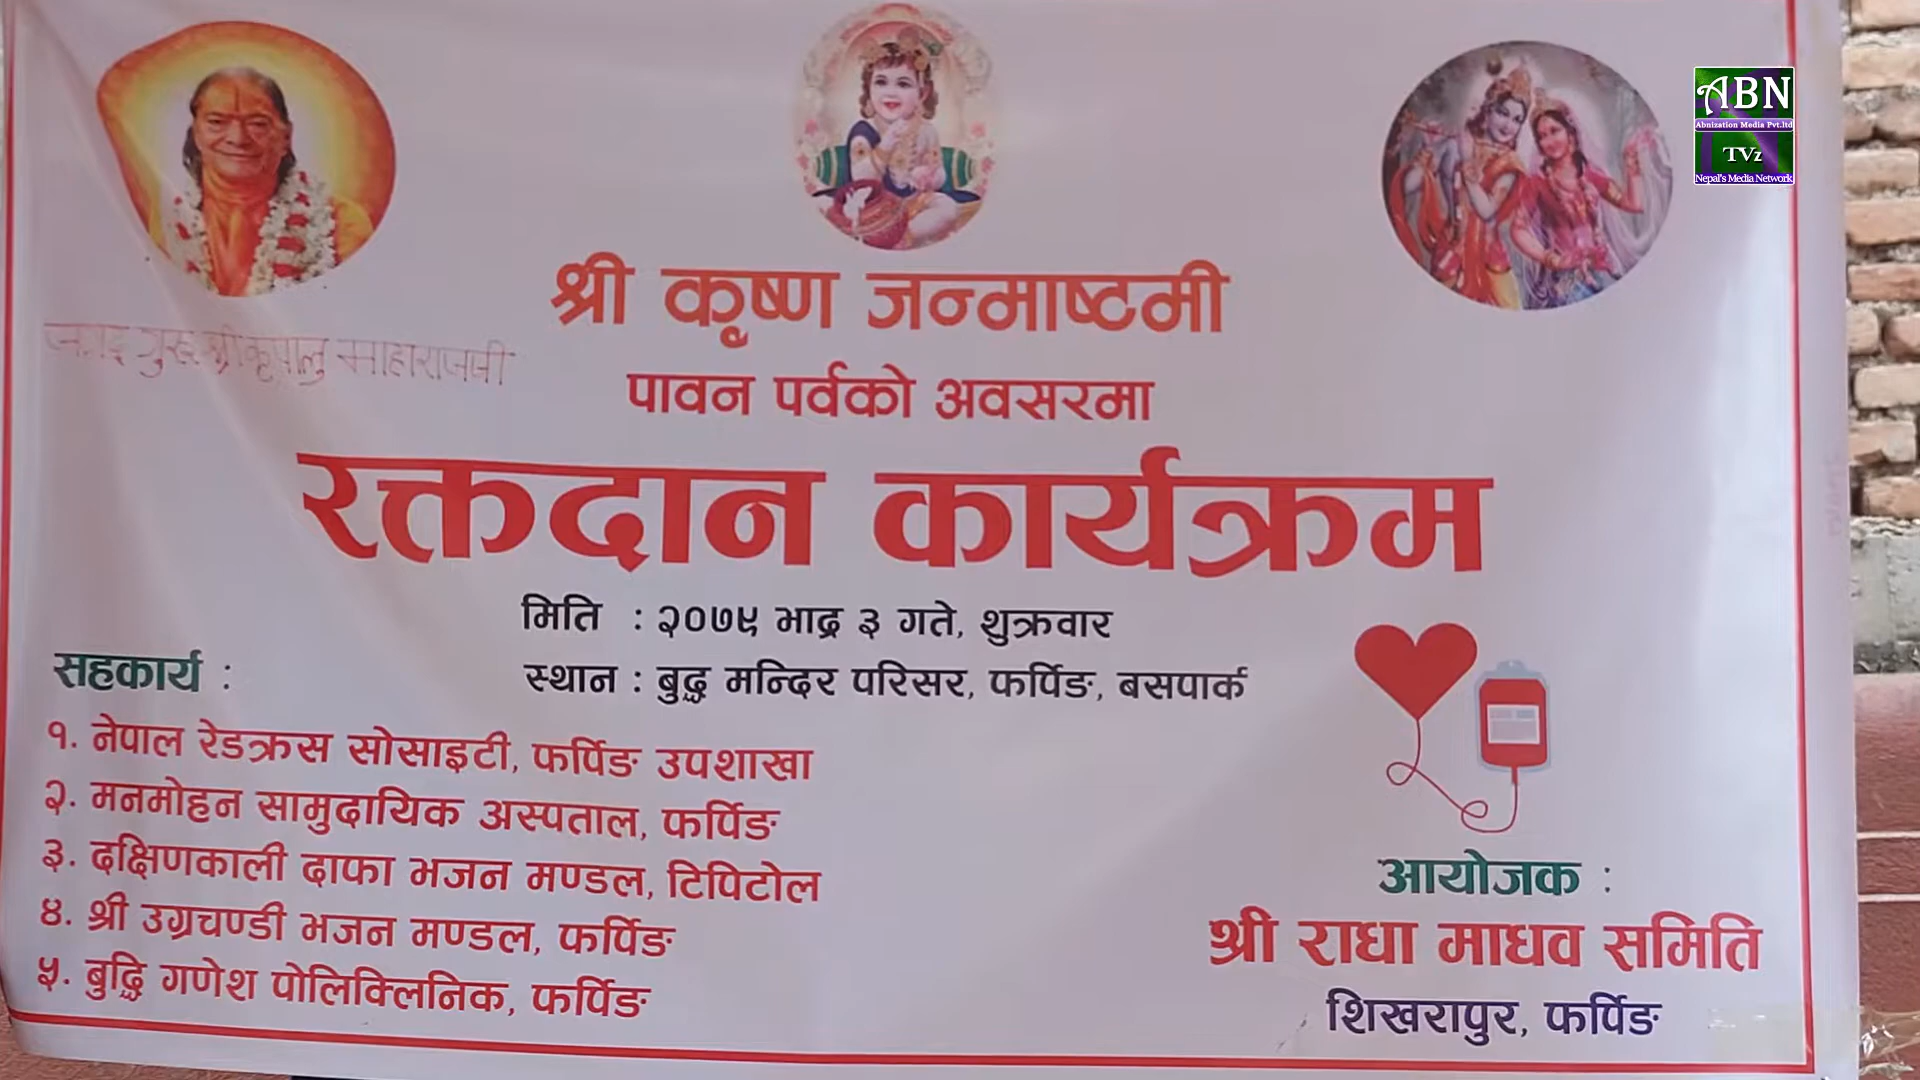 ABN
Abnization Media Pvt.ltd
TVz
Nepal's Media Network
श्री कृष्ण जन्माष्टमी
जगद गुरू श्री कृपालु माहाराजजी
पावन पर्वको अवसरमा
रक्तदान कार्यक्रम
मिति : २०७९ भाद्र ३ गते, शुक्रवार
स्थान : बुद्ध मन्दिर परिसर, फर्पिङ, बसपार्क
सहकार्य :
१. नेपाल रेडक्रस सोसाइटी, फर्पिङ उपशाखा
२. मनमोहन सामुदायिक अस्पताल, फर्पिङ
३. दक्षिणकाली दाफा भजन मण्डल, टिपिटोल
४. श्री उग्रचण्डी भजन मण्डल, फर्पिङ
५. बुद्धि गणेश पोलिक्लिनिक, फर्पिङ
आयोजक :
श्री राधा माधव समिति
शिखरापुर, फर्पिङ